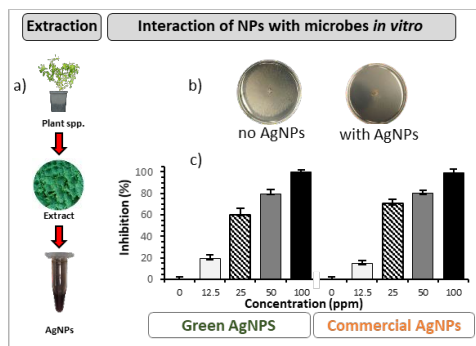 Extraction
Interaction of NPs with microbes in vitro
a)
Plant spp.
Extract
AgNPs
b)
no AgNPs
with AgNPs
c)
Inhibition (%)
100
80
60
40
20
0
0 12.5 25 50 100 0 12.5 25 50 100
Concentration (ppm)
Green AgNPS
Commercial AgNPs